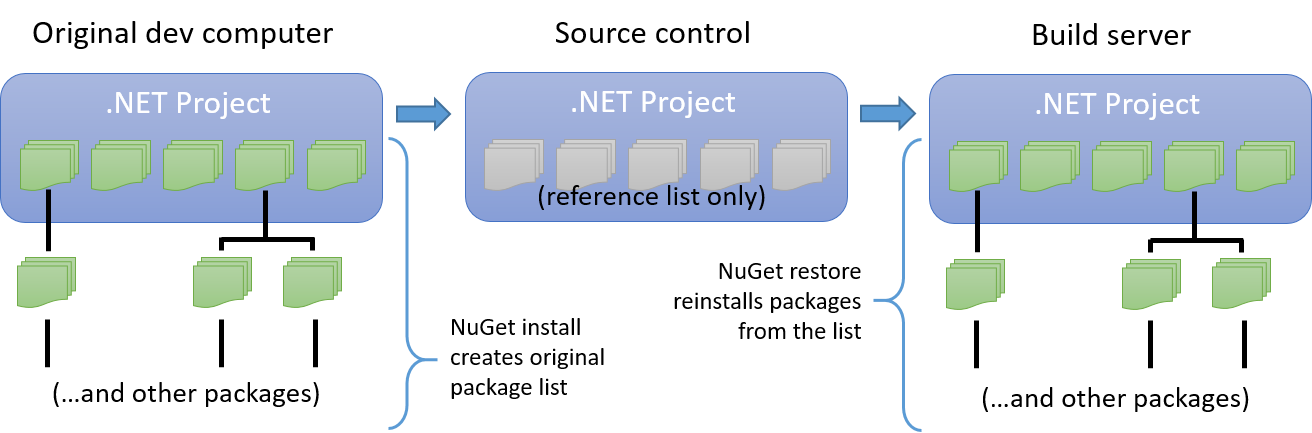 Original dev computer
Source control
Build server
.NET Project
.NET Project
.NET Project
(reference list only)
NuGet restore
reinstalls packages
from the list
NuGet install
creates original
package list
(...and other packages)
(...and other packages)